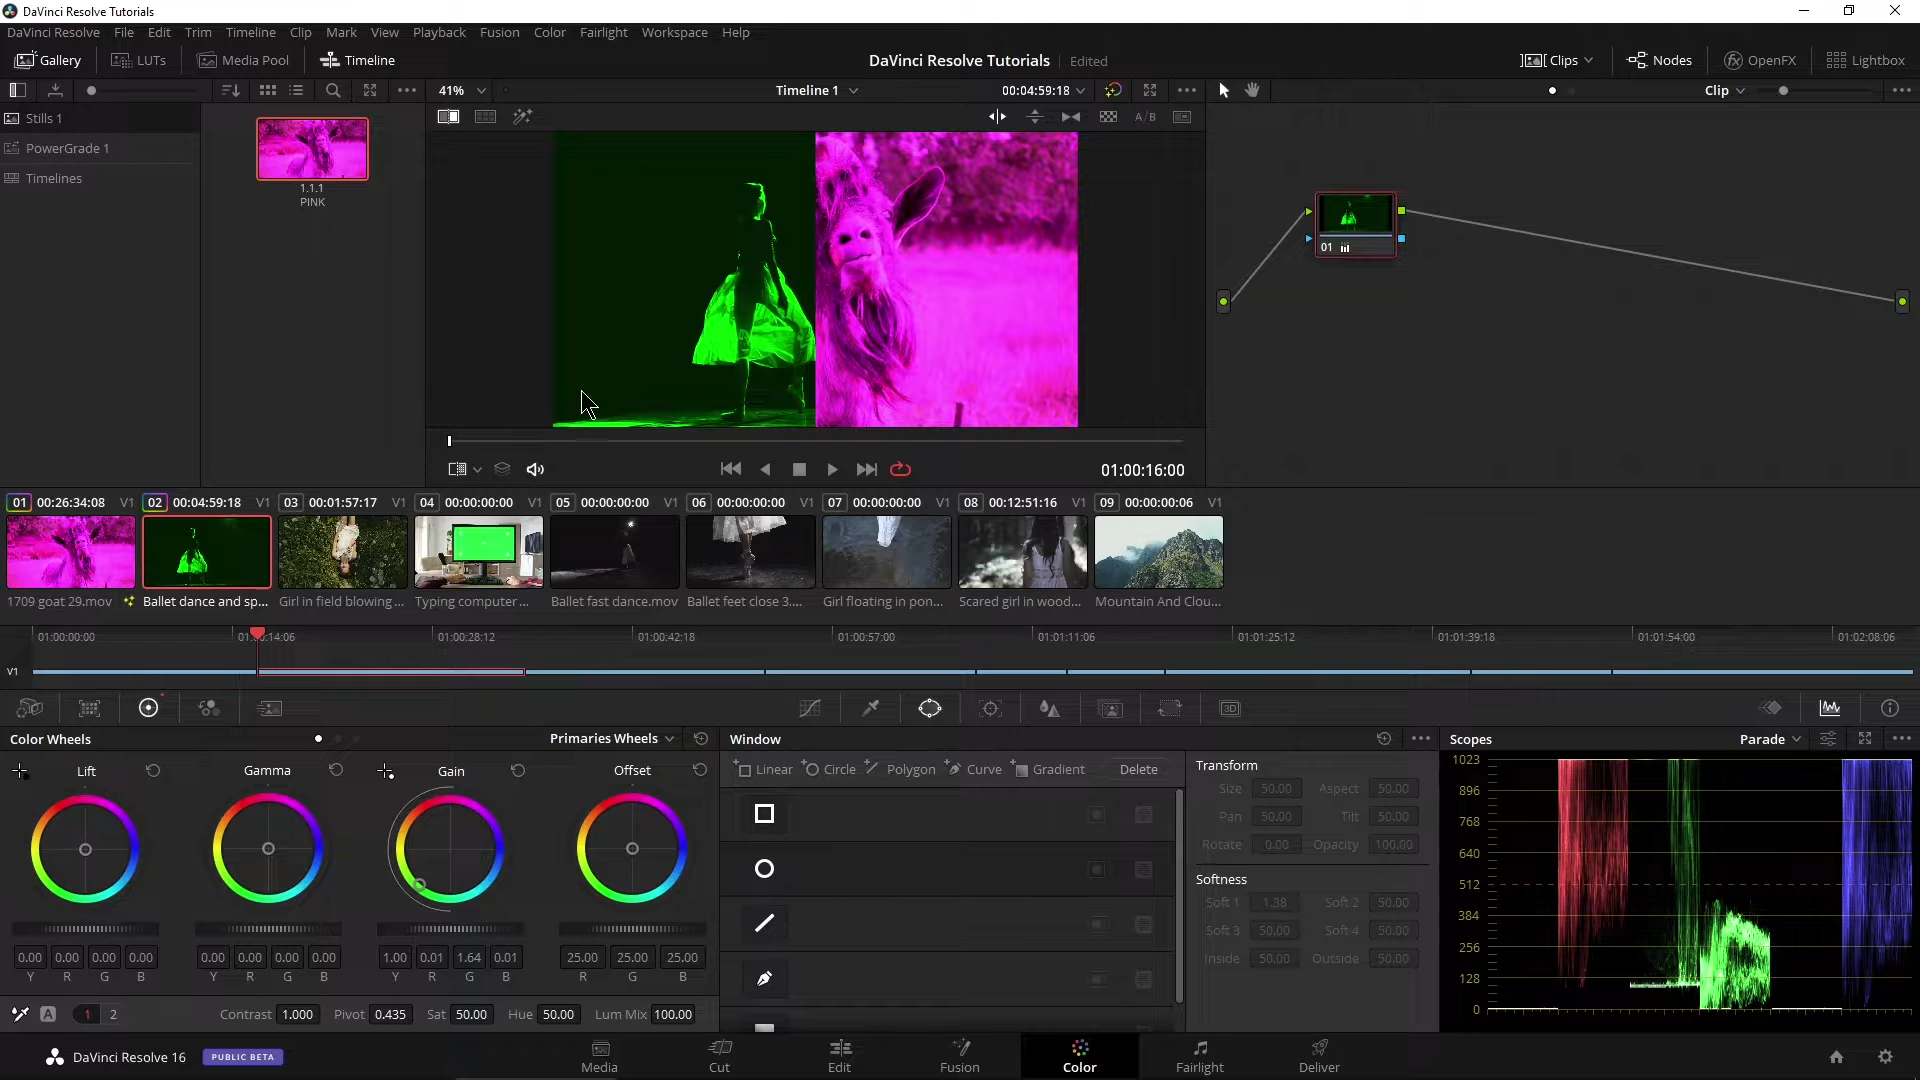 DaVinci Resolve Tutorials
DaVinci Resolve File Edit Trim Timeline Clip Mark View Playback Fusion Color Fairlight Workspace Help
Gallery LUTs Media Pool Timeline DaVinci Resolve Tutorials Edited Clips Nodes OpenFX Lightbox
41% Timeline 1 00:04:59:18 Clip
Stills 1
PowerGrade 1
Timelines
1.1.1
PINK
A/B
01
01:00:16:00
01 00:26:34:08 V1 02 00:04:59:18 V1 03 00:01:57:17 V1 04 00:00:00:00 V1 05 00:00:00:00 V1 06 00:00:00:00 V1 07 00:00:00:00 V1 08 00:12:51:16 V1 09 00:00:00:06 V1
1709 goat 29.mov Ballet dance and sp... Girl in field blowing ... Typing computer ... Ballet fast dance.mov Ballet feet close 3.... Girl floating in pon... Scared girl in wood... Mountain And Clou...
01:00:00:00 01:00:14:06 01:00:28:12 01:00:42:18 01:00:57:00 01:01:11:06 01:01:25:12 01:01:39:18 01:01:54:00 01:02:08:06
V1
3D
Color Wheels Primaries Wheels
Lift Gamma Gain Offset
0.00 0.00 0.00 0.00 0.00 0.00 0.00 0.00 1.00 0.01 1.64 0.01 25.00 25.00 25.00
Y R G B Y R G B Y R G B R G B
A 1 2 Contrast 1.000 Pivot 0.435 Sat 50.00 Hue 50.00 Lum Mix 100.00
Window
Linear Circle Polygon Curve Gradient Delete
Transform
Size 50.00 Aspect 50.00
Pan 50.00 Tilt 50.00
Rotate 0.00 Opacity 100.00
Softness
Soft 1 1.38 Soft 2 50.00
Soft 3 50.00 Soft 4 50.00
Inside 50.00 Outside 50.00
Scopes Parade
1023
896
768
640
512
384
256
128
0
DaVinci Resolve 16 PUBLIC BETA
Media Cut Edit Fusion Color Fairlight Deliver